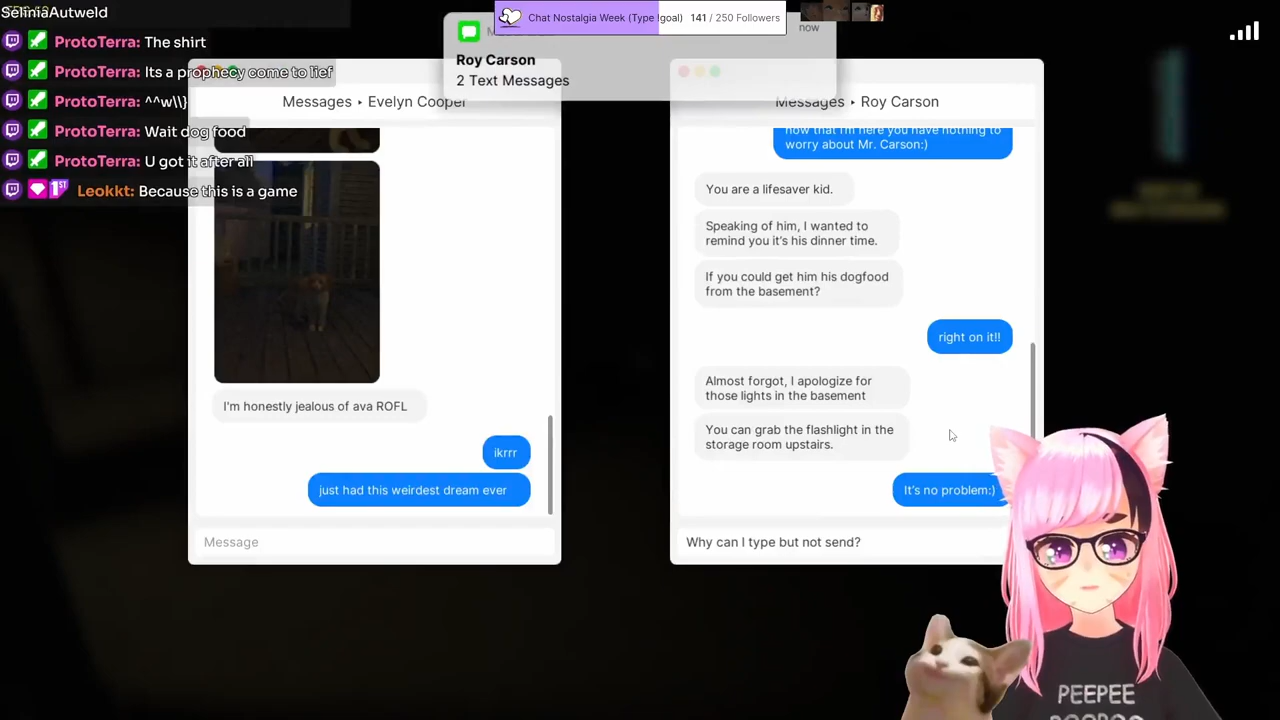 SelmiaAutweld
ProtoTerra: The shirt
ProtoTerra: Its a prophecy come to lief
ProtoTerra: ^^w\\}
ProtoTerra: Wait dog food
ProtoTerra: U got it after all
Leokkt: Because this is a game
Chat Nostalgia Week (Type !goal) 141 / 250 Followers
now
Roy Carson
2 Text Messages
Messages ‣ Evelyn Cooper
I'm honestly jealous of ava ROFL
ikrrr
just had this weirdest dream ever
Message
Messages ‣ Roy Carson
now that I'm here you have nothing to
worry about Mr. Carson:)
You are a lifesaver kid.
Speaking of him, I wanted to
remind you it's his dinner time.
If you could get him his dogfood
from the basement?
right on it!!
Almost forgot, I apologize for
those lights in the basement
You can grab the flashlight in the
storage room upstairs.
It's no problem:)
Why can I type but not send?
PEEPEE